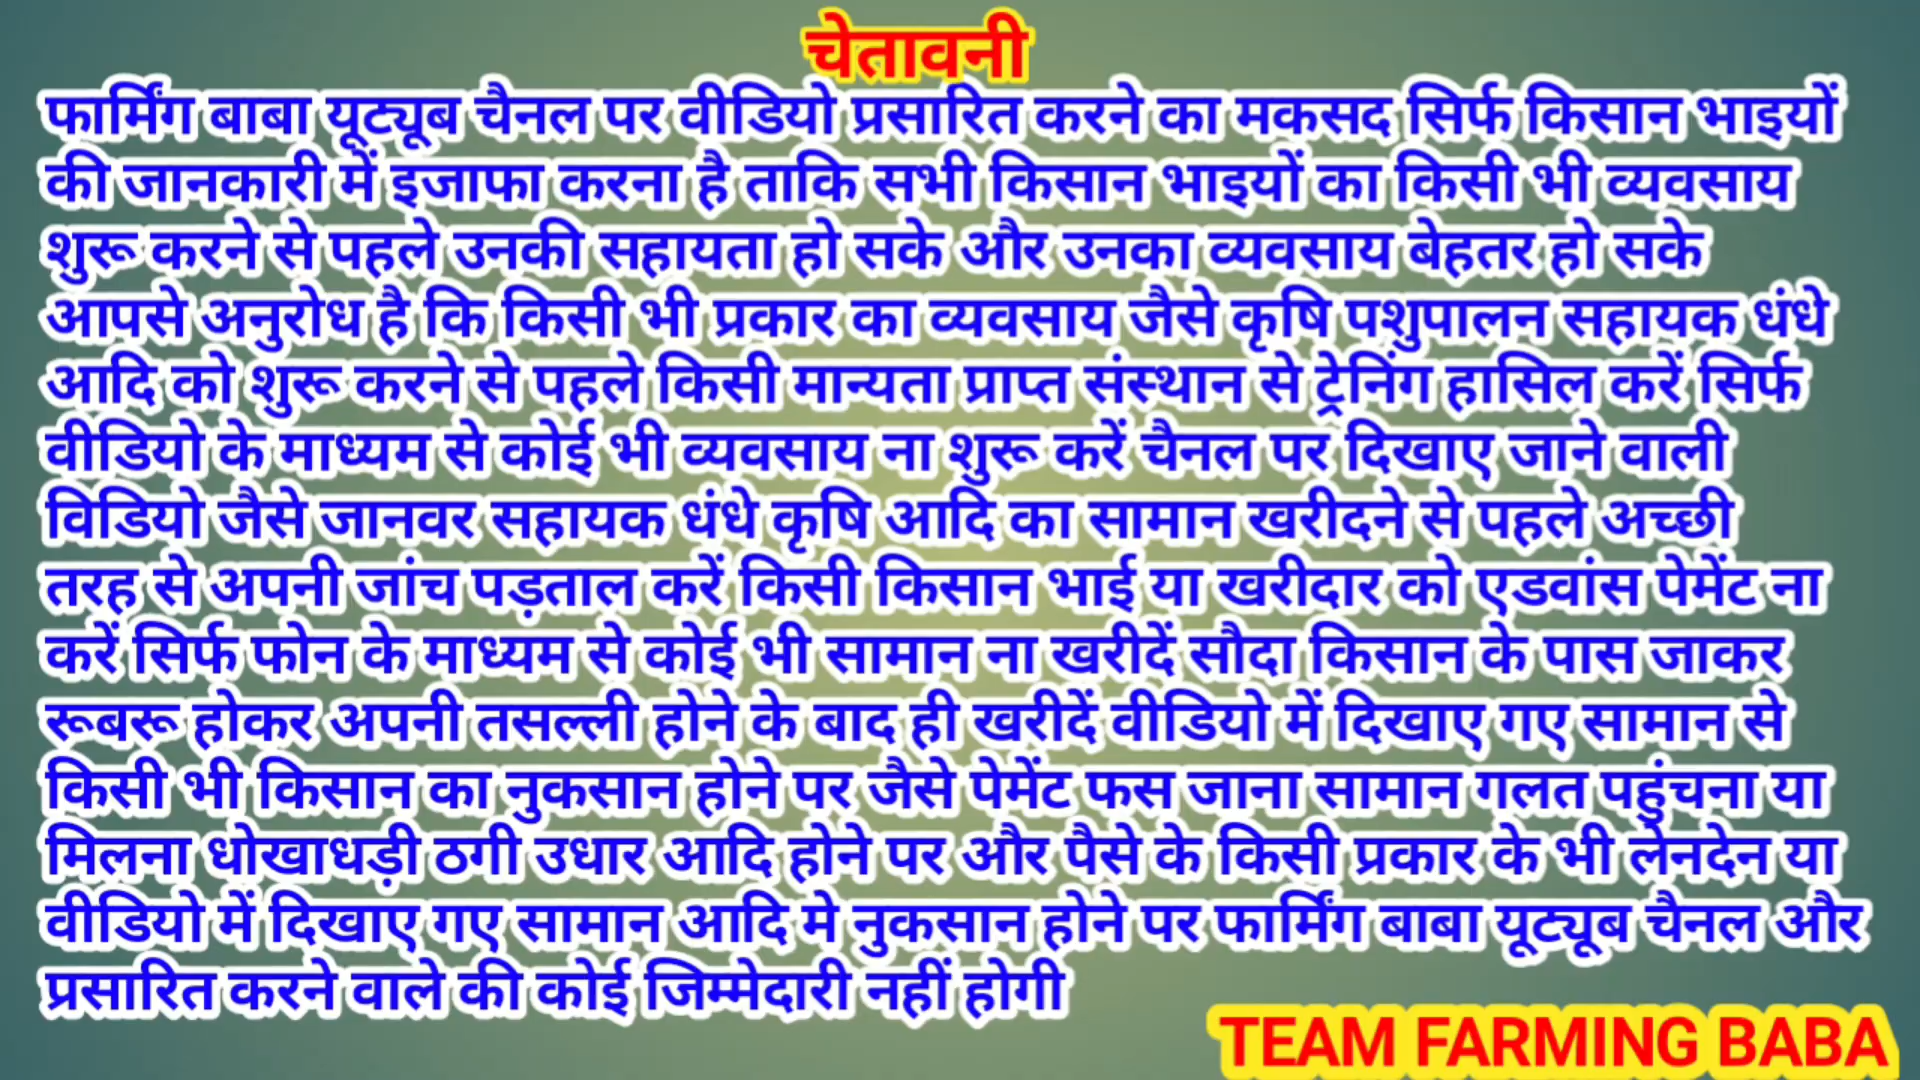 चेतावनी
फार्मिंग बाबा यूट्यूब चैनल पर वीडियो प्रसारित करने का मकसद सिर्फ किसान भाइयों
की जानकारी में इजाफा करना है ताकि सभी किसान भाइयों का किसी भी व्यवसाय
शुरू करने से पहले उनकी सहायता हो सके और उनका व्यवसाय बेहतर हो सके
आपसे अनुरोध है कि किसी भी प्रकार का व्यवसाय जैसे कृषि पशुपालन सहायक धंधे
आदि को शुरू करने से पहले किसी मान्यता प्राप्त संस्थान से ट्रेनिंग हासिल करें सिर्फ
वीडियो के माध्यम से कोई भी व्यवसाय ना शुरू करें चैनल पर दिखाए जाने वाली
विडियो जैसे जानवर सहायक धंधे कृषि आदि का सामान खरीदने से पहले अच्छी
तरह से अपनी जांच पड़ताल करें किसी किसान भाई या खरीदार को एडवांस पेमेंट ना
करें सिर्फ फोन के माध्यम से कोई भी सामान ना खरीदें सौदा किसान के पास जाकर
रूबरू होकर अपनी तसल्ली होने के बाद ही खरीदें वीडियो में दिखाए गए सामान से
किसी भी किसान का नुकसान होने पर जैसे पेमेंट फस जाना सामान गलत पहुंचना या
मिलना धोखाधड़ी ठगी उधार आदि होने पर और पैसे के किसी प्रकार के भी लेनदेन या
वीडियो में दिखाए गए सामान आदि मे नुकसान होने पर फार्मिंग बाबा यूट्यूब चैनल और
प्रसारित करने वाले की कोई जिम्मेदारी नहीं होगी
TEAM FARMING BABA